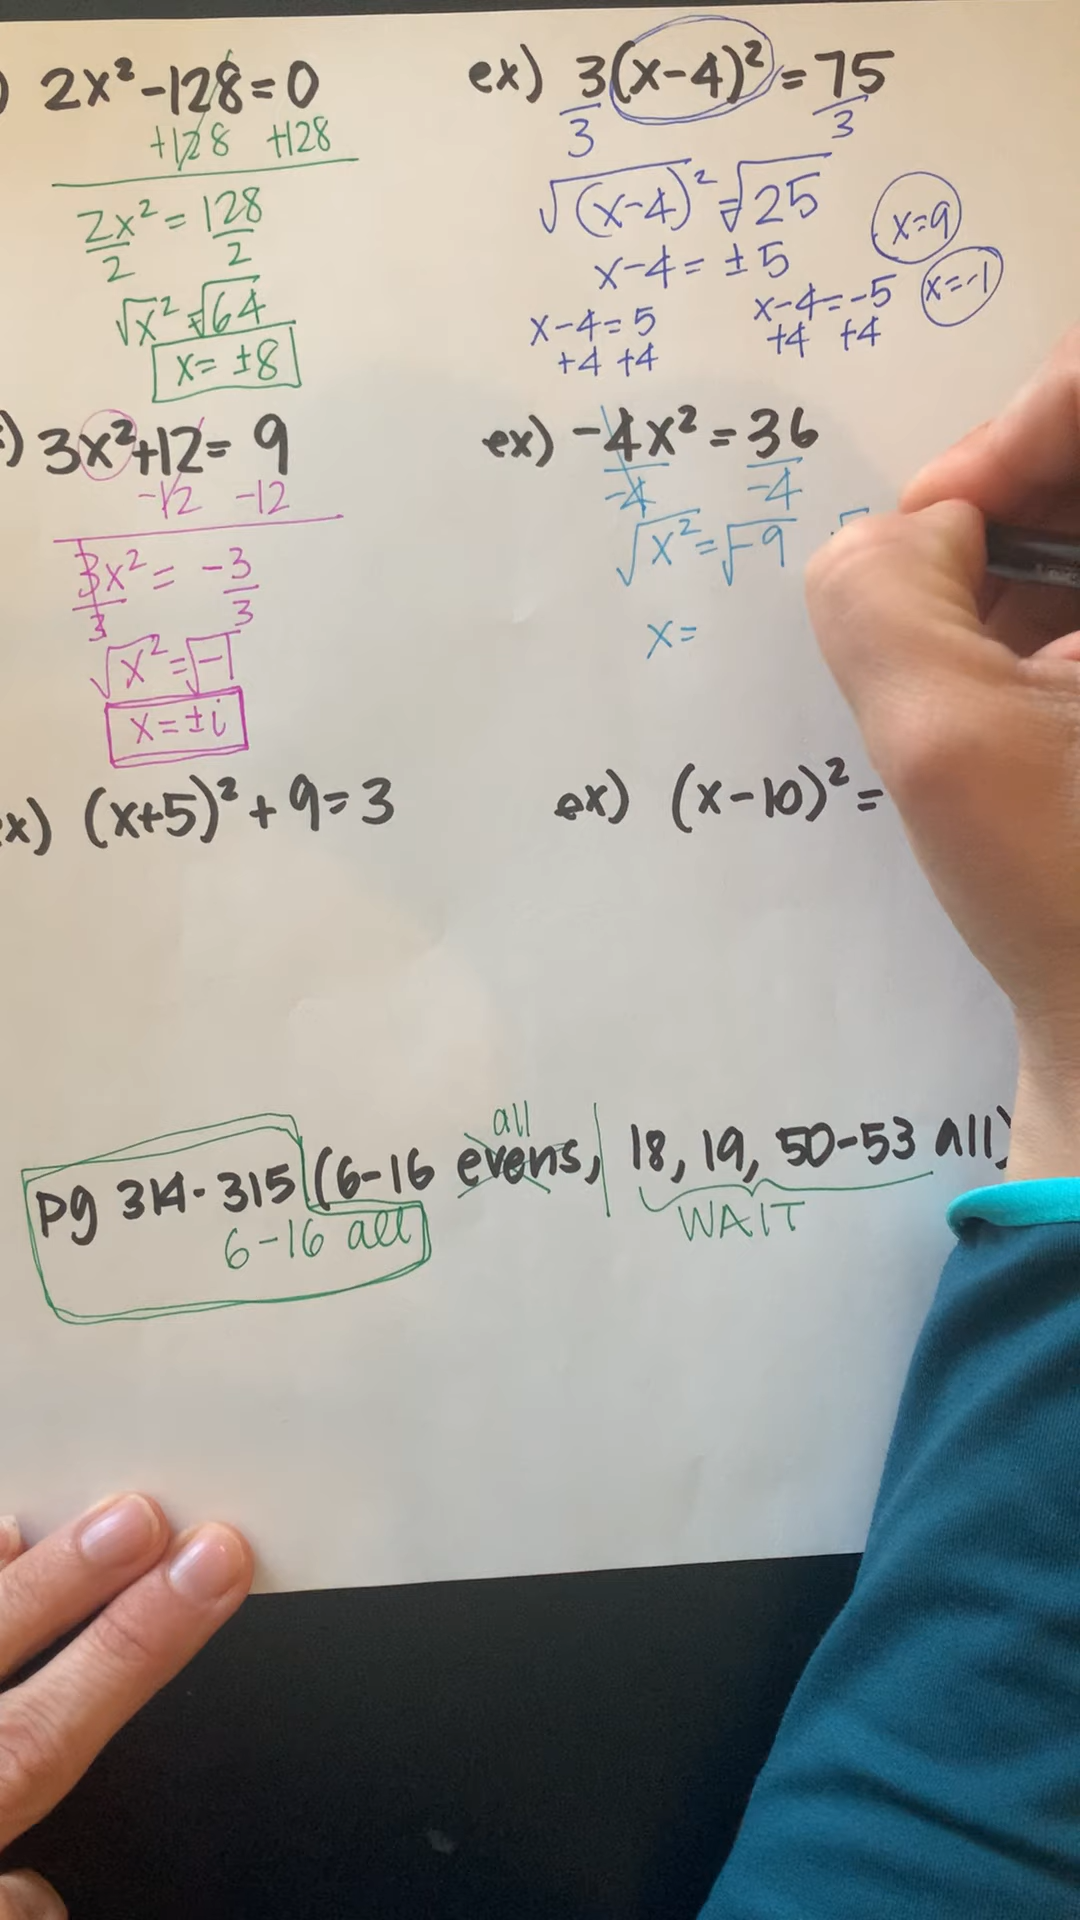 ) 2x² -128 = 0
+128 +128
2x² = 128
2 2
√x² = √64
x = ±8
ex) 3(x-4)² = 75
3 3
√(x-4)² = √25
x-4 = ±5
x-4 = 5
+4 +4
x-4 = -5
+4 +4
x=9
x=-1
) 3x²+12 = 9
-12 -12
3x² = -3
3 3
√x² = √-1
x = ±i
ex) -4x² = 36
-4 -4
√x² = √-9 √
x =
x) (x+5)² + 9 = 3
ex) (x-10)² =
all
pg 314-315 (6-16 evens, 18, 19, 50-53 all)
6-16 all
WAIT